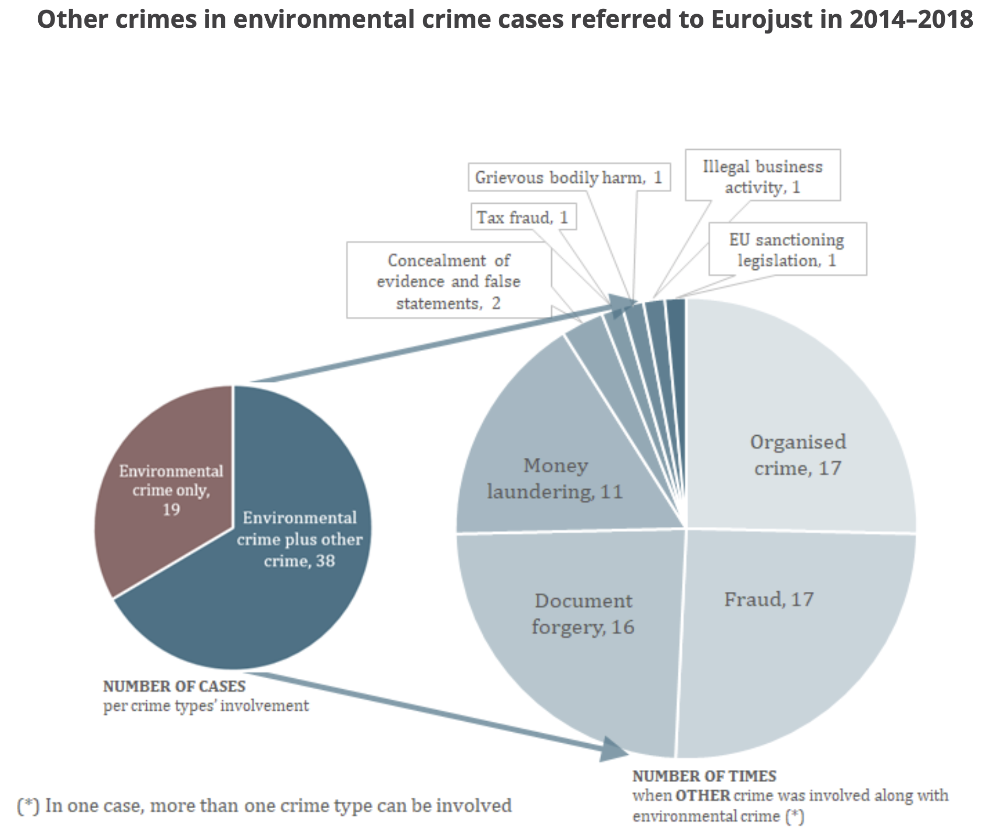 Other crimes in environmental crime cases referred to Eurojust in 2014–2018
Grievous bodily harm, 1
Illegal business
activity, 1
Tax fraud, 1
EU sanctioning
legislation, 1
Concealment of
evidence and false
statements, 2
Organised
crime, 17
Money
laundering, 11
Environmental
crime only,
19
Environmental
crime plus other
crime, 38
Document
forgery, 16
Fraud, 17
NUMBER OF CASES
per crime types’ involvement
NUMBER OF TIMES
when OTHER crime was involved along with
environmental crime (*)
(*) In one case, more than one crime type can be involved